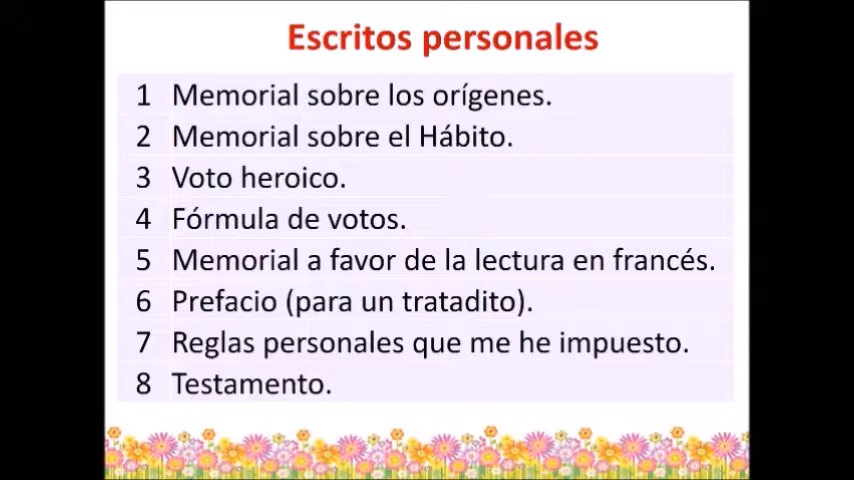 Escritos personales
1 Memorial sobre los orígenes.
2 Memorial sobre el Hábito.
3 Voto heroico.
4 Fórmula de votos.
5 Memorial a favor de la lectura en francés.
6 Prefacio (para un tratadito).
7 Reglas personales que me he impuesto.
8 Testamento.